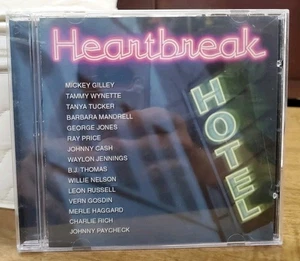 Heartbreak
HOTEL
MICKEY GILLEY
TAMMY WYNETTE
TANYA TUCKER
BARBARA MANDRELL
GEORGE JONES
RAY PRICE
JOHNNY CASH
WAYLON JENNINGS
B.J. THOMAS
WILLIE NELSON
LEON RUSSELL
VERN GOSDIN
MERLE HAGGARD
CHARLIE RICH
JOHNNY PAYCHECK